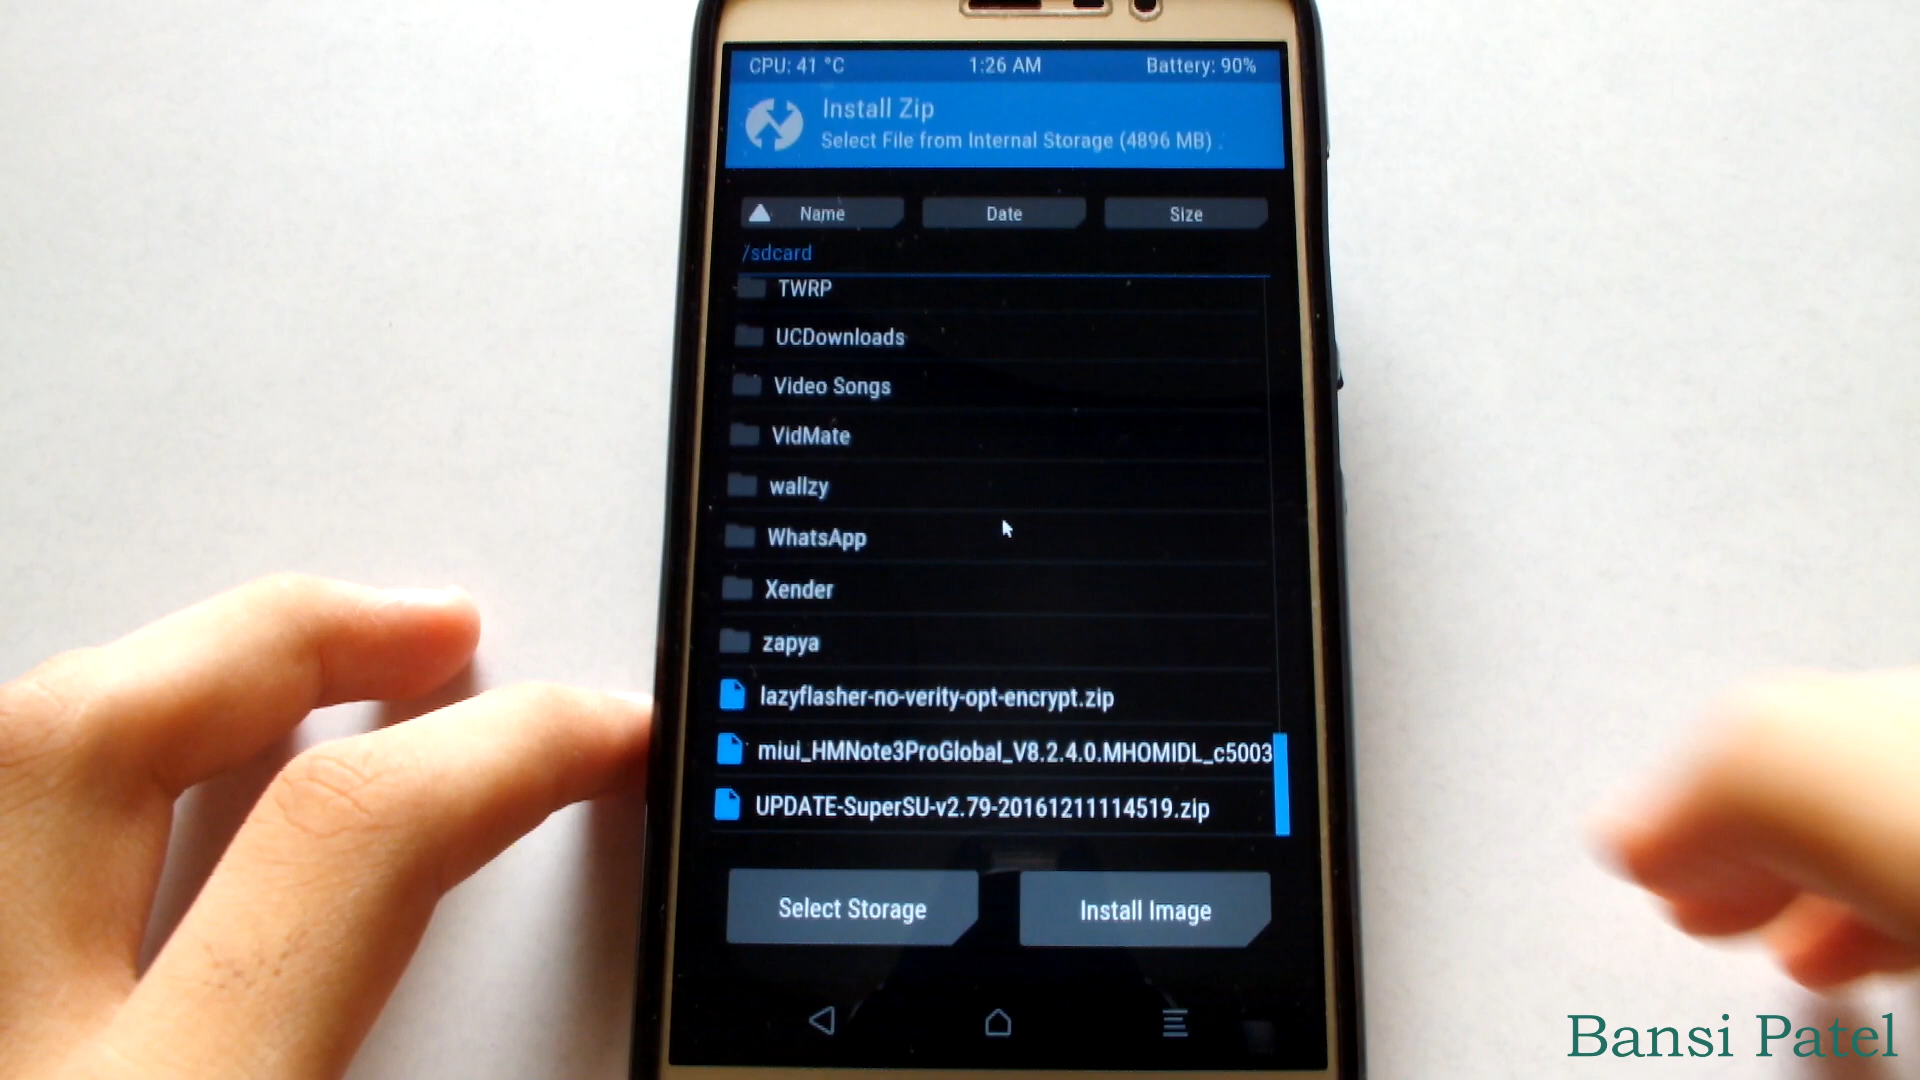 CPU: 41 °C 1:26 AM Battery: 90%
Install Zip
Select File from Internal Storage (4896 MB)
Name Date Size
/sdcard
TWRP
UCDownloads
Video Songs
VidMate
wallzy
WhatsApp
Xender
zapya
lazyflasher-no-verity-opt-encrypt.zip
miui_HMNote3ProGlobal_V8.2.4.0.MHOMIDL_c5003
UPDATE-SuperSU-v2.79-20161211114519.zip
Select Storage Install Image
Bansi Patel